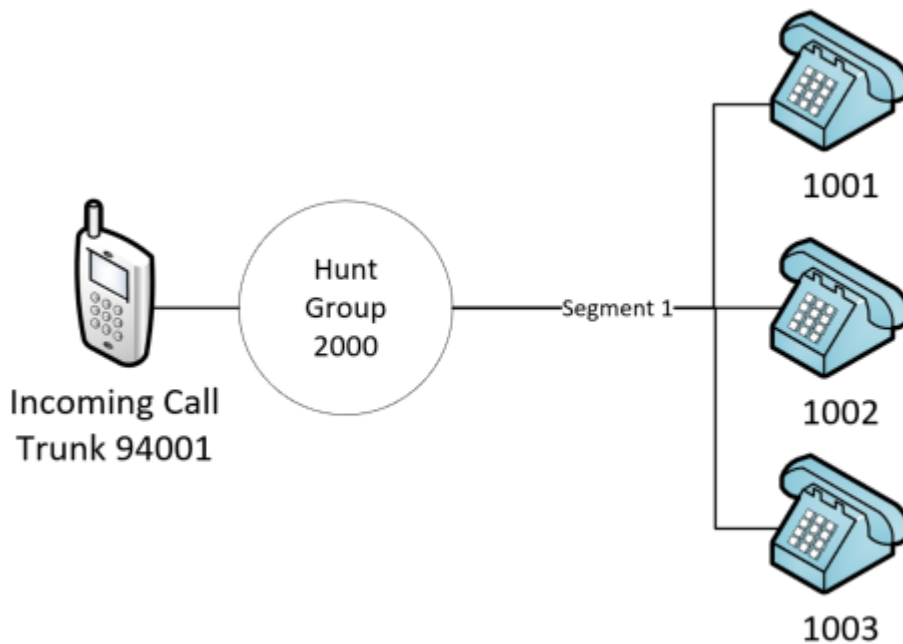 1001
Hunt
Group
2000
Segment 1
1002
Incoming Call
Trunk 94001
1003